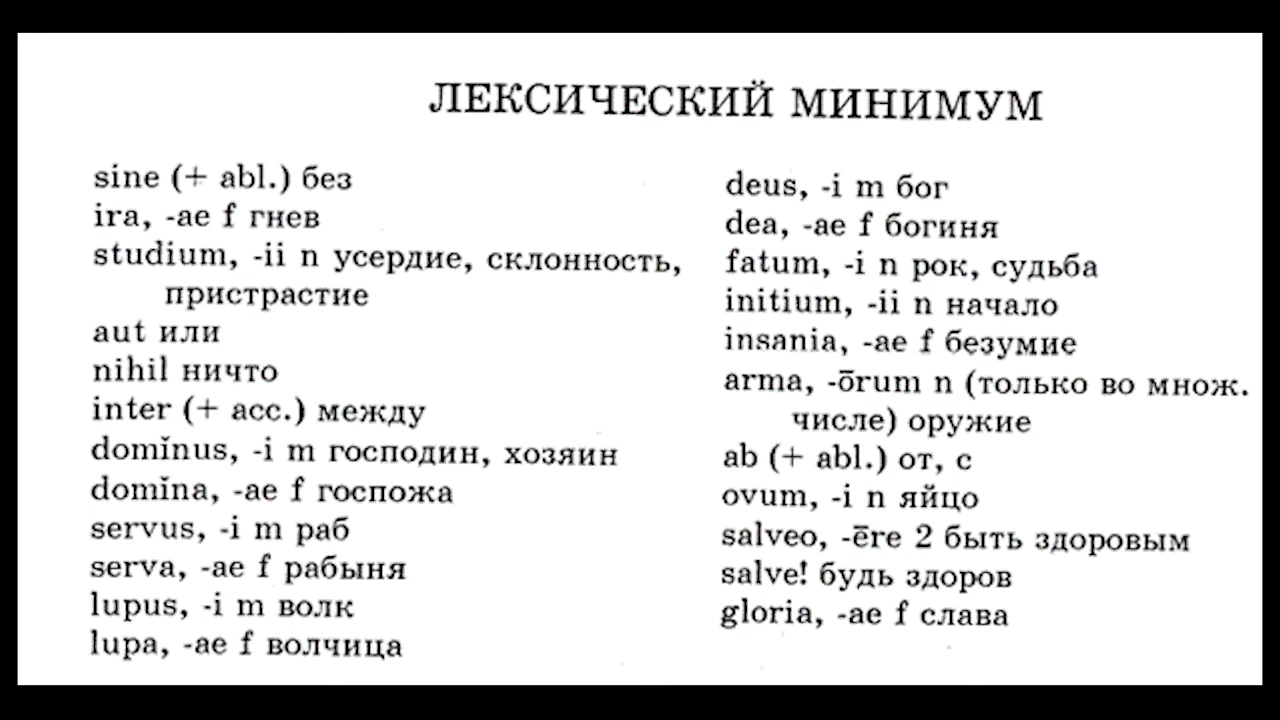 ЛЕКСИЧЕСКИЙ МИНИМУМ
sine (+ abl.) без
ira, -ae f гнев
studium, -ii n усердие, склонность,
пристрастие
aut или
nihil ничто
inter (+ acc.) между
domĭnus, -i m господин, хозяин
domĭna, -ae f госпожа
servus, -i m раб
serva, -ae f рабыня
lupus, -i m волк
lupa, -ae f волчица
deus, -i m бог
dea, -ae f богиня
fatum, -i n рок, судьба
initium, -ii n начало
insania, -ae f безумие
arma, -ōrum n (только во множ.
числе) оружие
ab (+ abl.) от, с
ovum, -i n яйцо
salveo, -ēre 2 быть здоровым
salve! будь здоров
gloria, -ae f слава